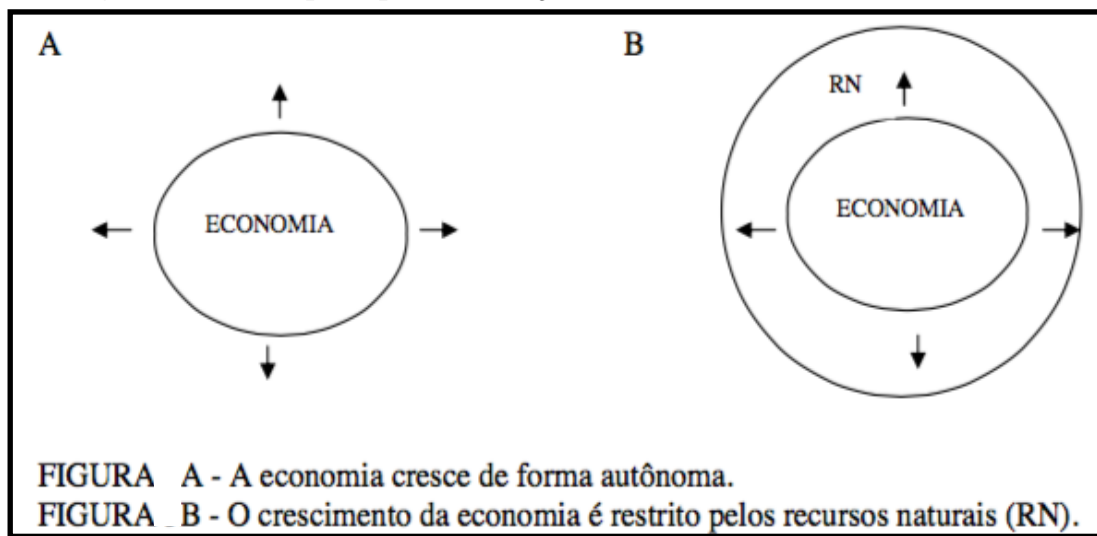 A
B
RN
ECONOMIA
ECONOMIA
FIGURA A - A economia cresce de forma autônoma.
FIGURA B - O crescimento da economia é restrito pelos recursos naturais (RN).